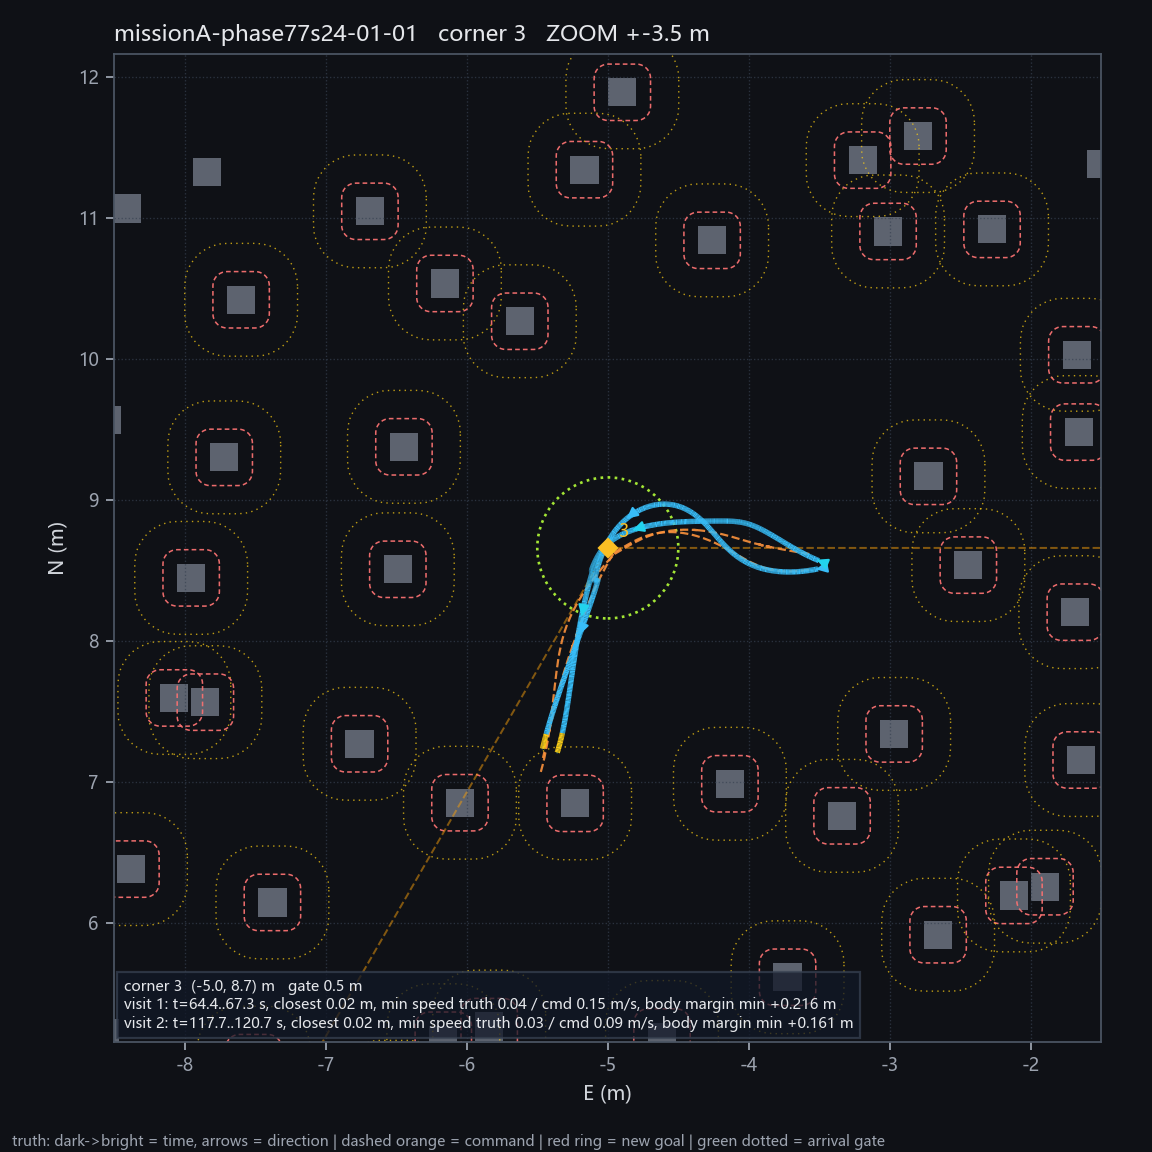 missionA-phase77s24-01-01   corner 3   ZOOM +-3.5 m
12
11
10
9
8
7
6
N (m)
3
corner 3  (-5.0, 8.7) m   gate 0.5 m
visit 1: t=64.4..67.3 s, closest 0.02 m, min speed truth 0.04 / cmd 0.15 m/s, body margin min +0.216 m
visit 2: t=117.7..120.7 s, closest 0.02 m, min speed truth 0.03 / cmd 0.09 m/s, body margin min +0.161 m
-8 -7 -6 -5 -4 -3 -2
E (m)
truth: dark->bright = time, arrows = direction | dashed orange = command | red ring = new goal | green dotted = arrival gate